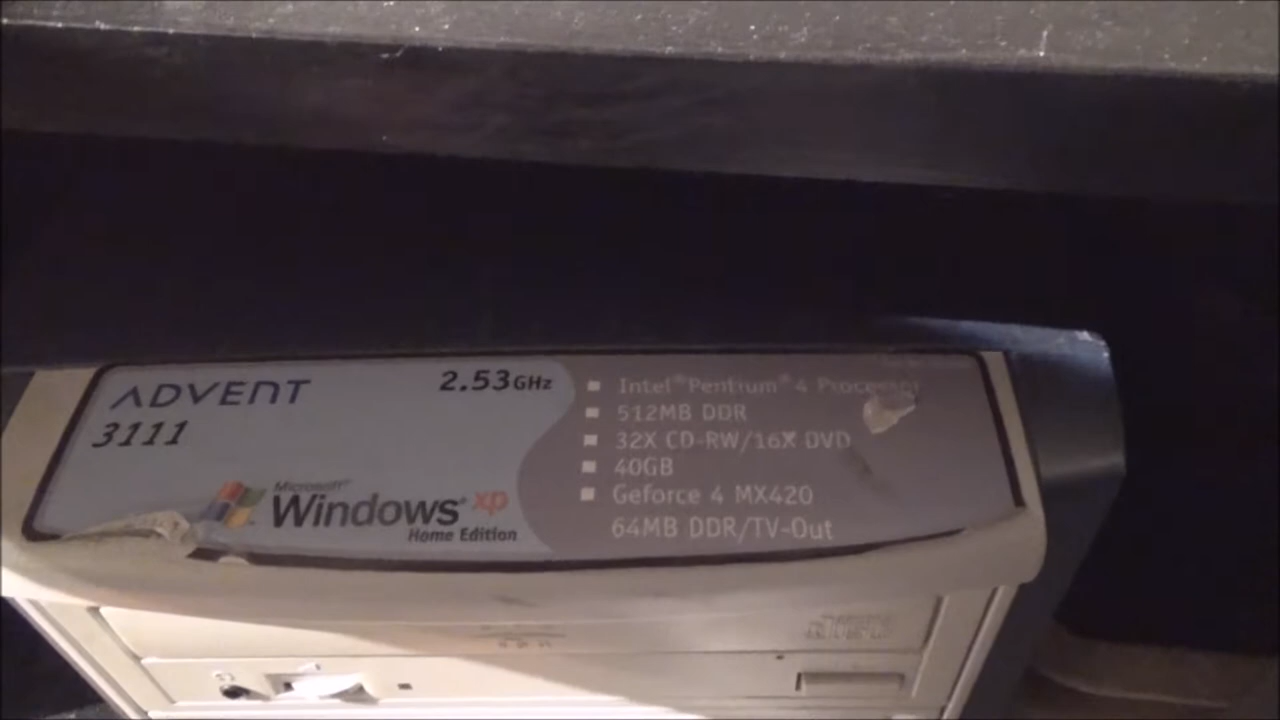 ADVENT
3111
2.53GHz
Microsoft®
Windows® xp
Home Edition
Intel® Pentium® 4 Processor
512MB DDR
32X CD-RW/16X DVD
40GB
Geforce 4 MX420
64MB DDR/TV-Out